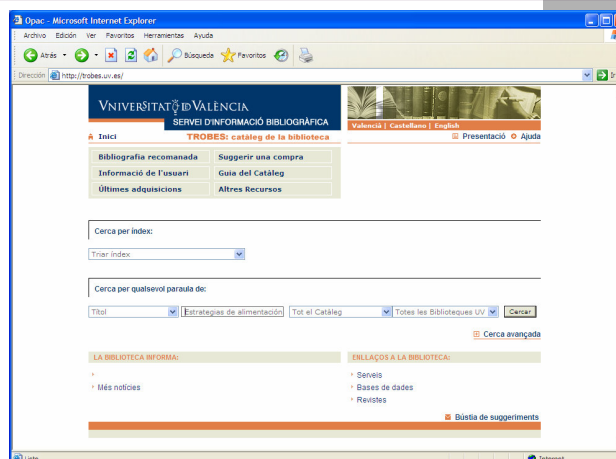 Opac - Microsoft Internet Explorer
Archivo Edición Ver Favoritos Herramientas Ayuda
Atrás Búsqueda Favoritos
Dirección http://trobes.uv.es/ Ir
VNIVERSITATŽ DVALÈNCIA
SERVEI D'INFORMACIÓ BIBLIOGRÀFICA
Valencià | Castellano | English
Inici TROBES: catàleg de la biblioteca Presentació Ajuda
Bibliografia recomanada Suggerir una compra
Informació de l'usuari Guia del Catàleg
Últimes adquisicions Altres Recursos
Cerca per índex:
Triar índex
Cerca per qualsevol paraula de:
Títol Estrategias de alimentación Tot el Catàleg Totes les Biblioteques UV Cercar
Cerca avançada
LA BIBLIOTECA INFORMA: ENLLAÇOS A LA BIBLIOTECA:
Més notícies
Serveis
Bases de dades
Revistes
Bústia de suggeriments
Listo Internet